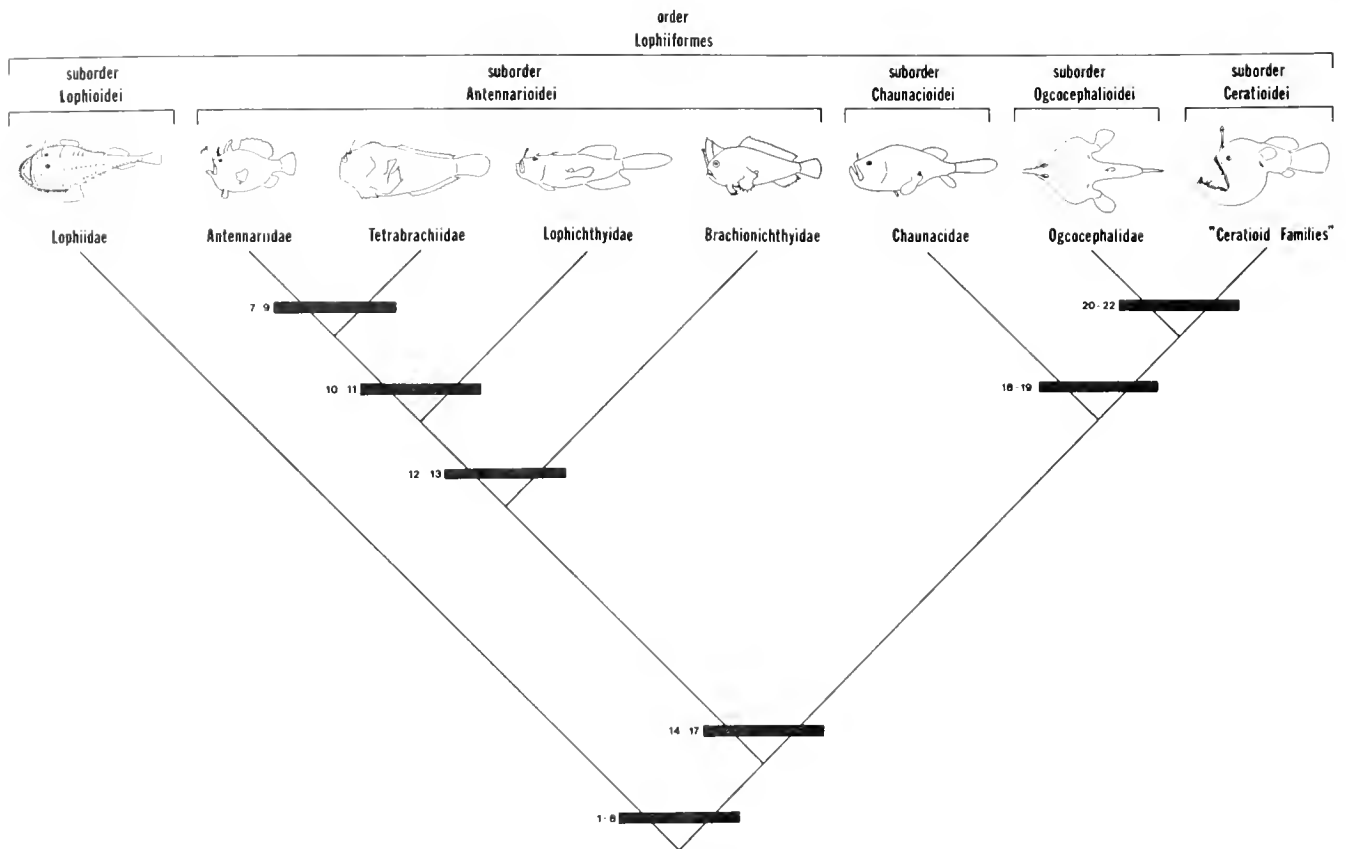 order
Lophiiformes
suborder
Lophioidei
suborder
Antennarioidei
suborder
Chaunacioidei
suborder
Ogcocephalioidei
suborder
Ceratioidei
Lophiidae
Antennariidae
Tetrabrachiidae
Lophichthyidae
Brachionichthyidae
Chaunacidae
Ogcocephalidae
"Ceratioid Families"
7 9
20-22
10 11
18-19
12 13
14 17
1-6